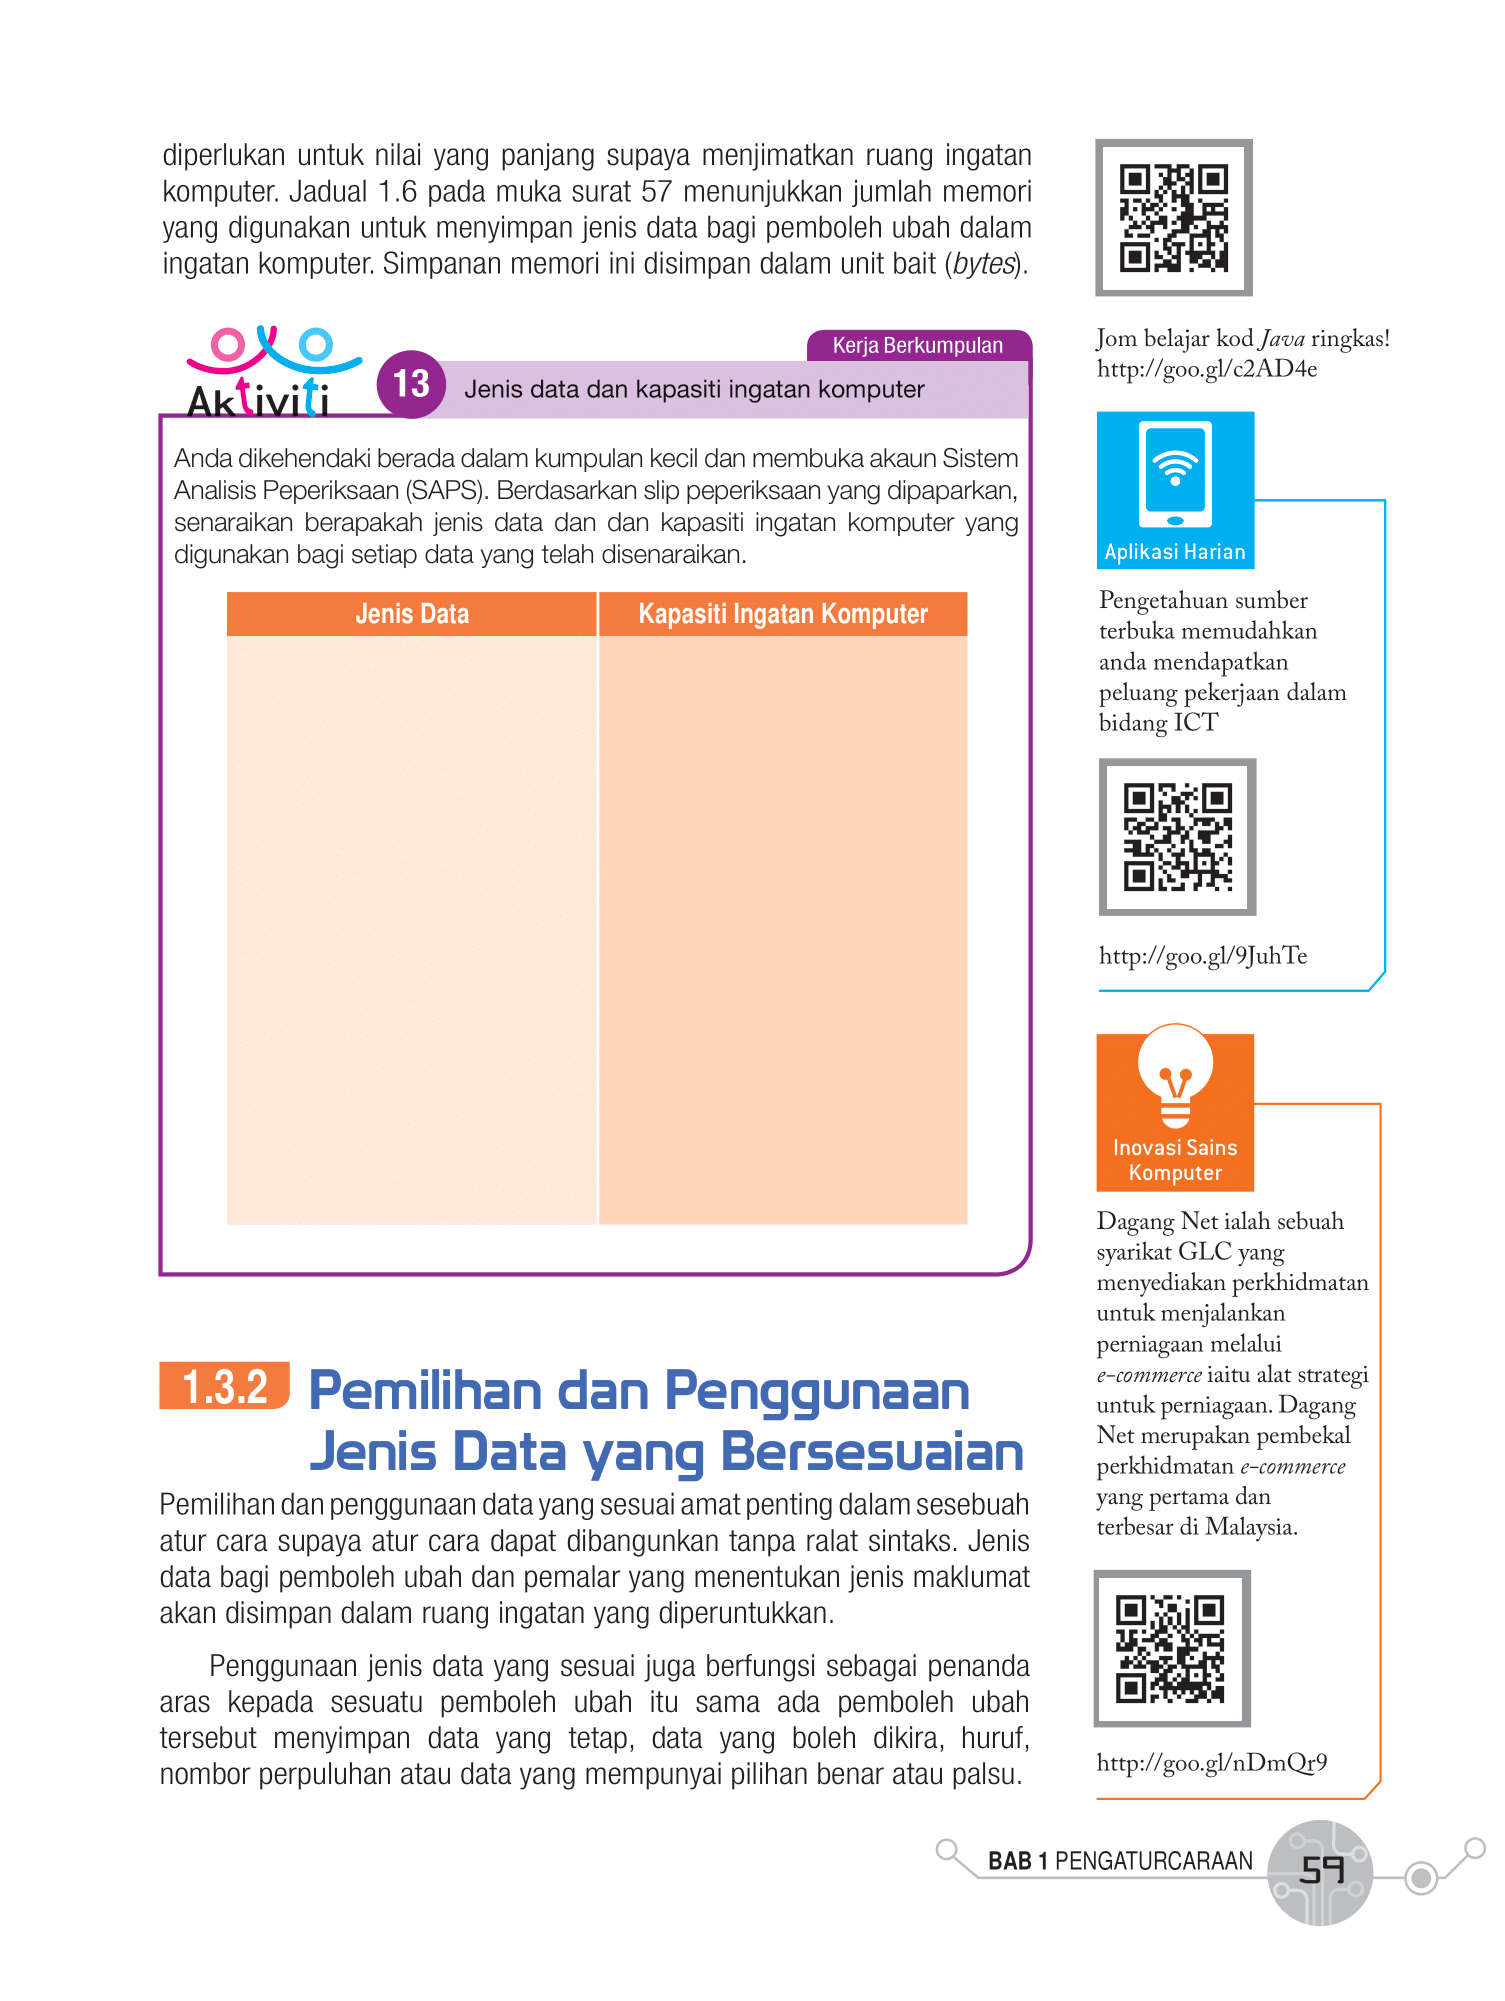 diperlukan untuk nilai yang panjang supaya menjimatkan ruang ingatan
komputer. Jadual 1.6 pada muka surat 57 menunjukkan jumlah memori
yang digunakan untuk menyimpan jenis data bagi pemboleh ubah dalam
ingatan komputer. Simpanan memori ini disimpan dalam unit bait (bytes).
Aktiviti
13
Kerja Berkumpulan
Jenis data dan kapasiti ingatan komputer
Anda dikehendaki berada dalam kumpulan kecil dan membuka akaun Sistem
Analisis Peperiksaan (SAPS). Berdasarkan slip peperiksaan yang dipaparkan,
senaraikan berapakah jenis data dan dan kapasiti ingatan komputer yang
digunakan bagi setiap data yang telah disenaraikan.
Jenis Data
Kapasiti Ingatan Komputer
1.3.2 Pemilihan dan Penggunaan
Jenis Data yang Bersesuaian
Pemilihan dan penggunaan data yang sesuai amat penting dalam sesebuah
atur cara supaya atur cara dapat dibangunkan tanpa ralat sintaks. Jenis
data bagi pemboleh ubah dan pemalar yang menentukan jenis maklumat
akan disimpan dalam ruang ingatan yang diperuntukkan.
Penggunaan jenis data yang sesuai juga berfungsi sebagai penanda
aras kepada sesuatu pemboleh ubah itu sama ada pemboleh ubah
tersebut menyimpan data yang tetap, data yang boleh dikira, huruf,
nombor perpuluhan atau data yang mempunyai pilihan benar atau palsu.
Jom belajar kod Java ringkas!
http://goo.gl/c2AD4e
Aplikasi Harian
Pengetahuan sumber
terbuka memudahkan
anda mendapatkan
peluang pekerjaan dalam
bidang ICT
http://goo.gl/9JuhTe
Inovasi Sains
Komputer
Dagang Net ialah sebuah
syarikat GLC yang
menyediakan perkhidmatan
untuk menjalankan
perniagaan melalui
e-commerce iaitu alat strategi
untuk perniagaan. Dagang
Net merupakan pembekal
perkhidmatan e-commerce
yang pertama dan
terbesar di Malaysia.
http://goo.gl/nDmQr9
BAB 1 PENGATURCARAAN
59